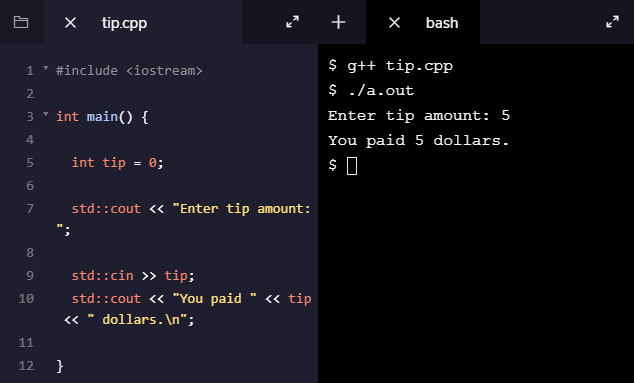 tip.cpp
1 #include <iostream>
2
3 int main() {
4
5 int tip = 0;
6
7 std::cout << "Enter tip amount:
";
8
9 std::cin >> tip;
10 std::cout << "You paid " << tip
<< " dollars.\n";
11
12 }
bash
$ g++ tip.cpp
$ ./a.out
Enter tip amount: 5
You paid 5 dollars.
$